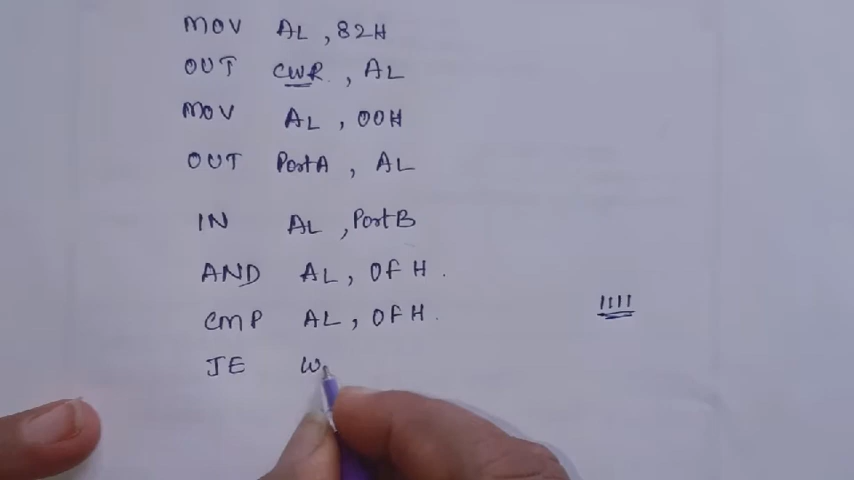 MOV AL , 82H
OUT CWR. , AL
MOV AL , 00H
OUT PortA , AL
IN AL , PortB
AND AL , 0FH.
CMP AL , 0FH.
1111
JE W